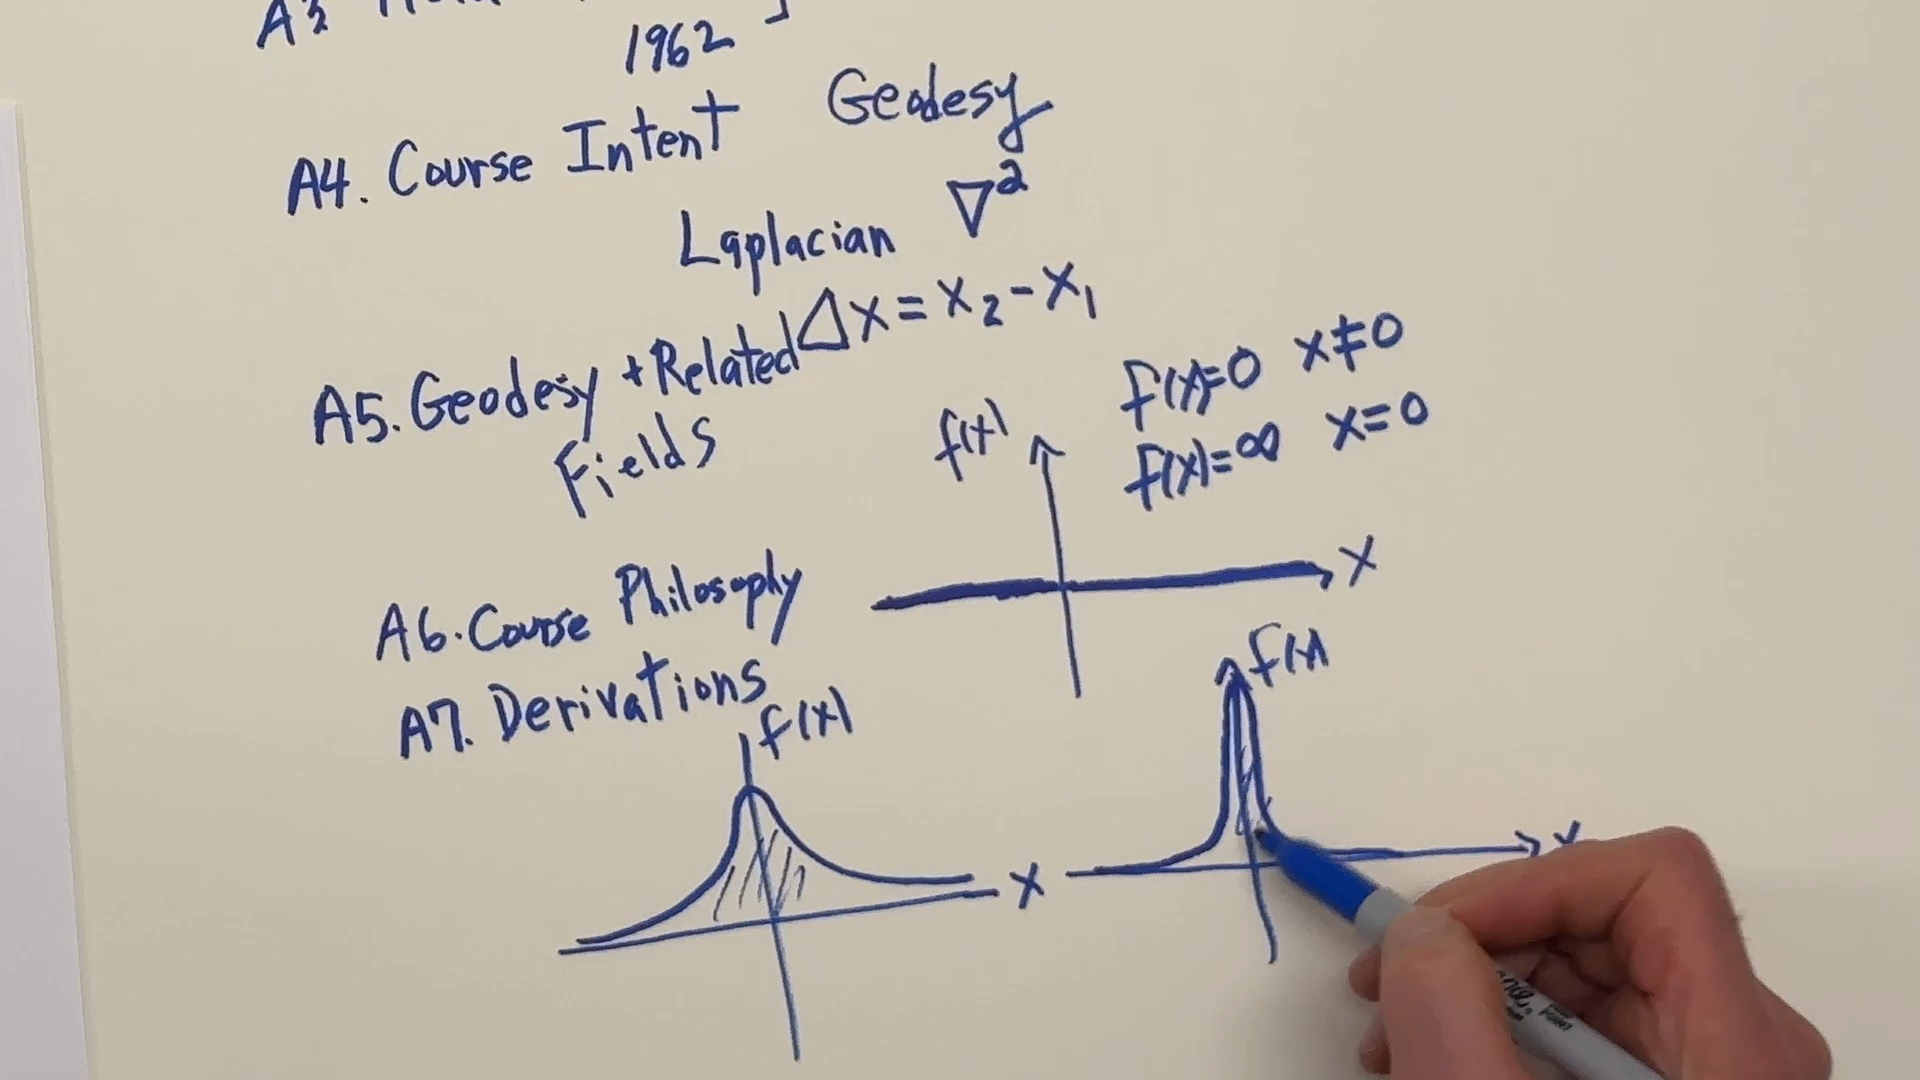 A3
1962
A4. Course Intent Geodesy
Laplacian ∇²
Δx = x₂ - x₁
A5. Geodesy + Related
Fields
f(x)=0 x≠0
f(x)=∞ x=0
f(x)
x
A6. Course Philosophy
A7. Derivations
f(x)
x
f(x)
x